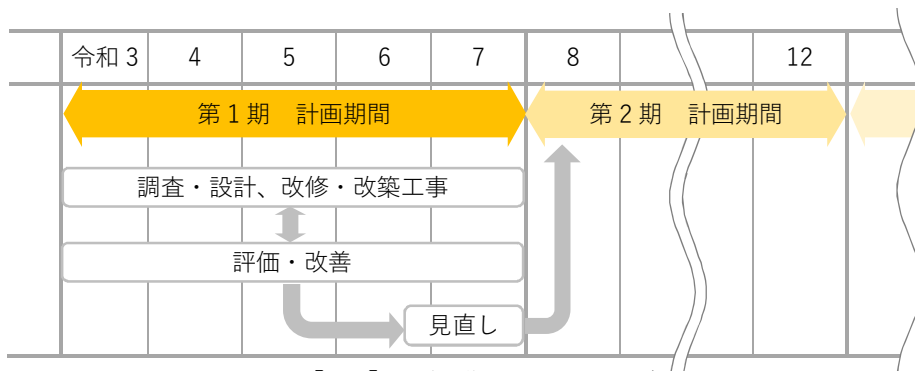 令和 3 4 5 6 7 8 12
第 1 期　計画期間 第 2 期　計画期間
調査・設計、改修・改築工事
評価・改善
見直し